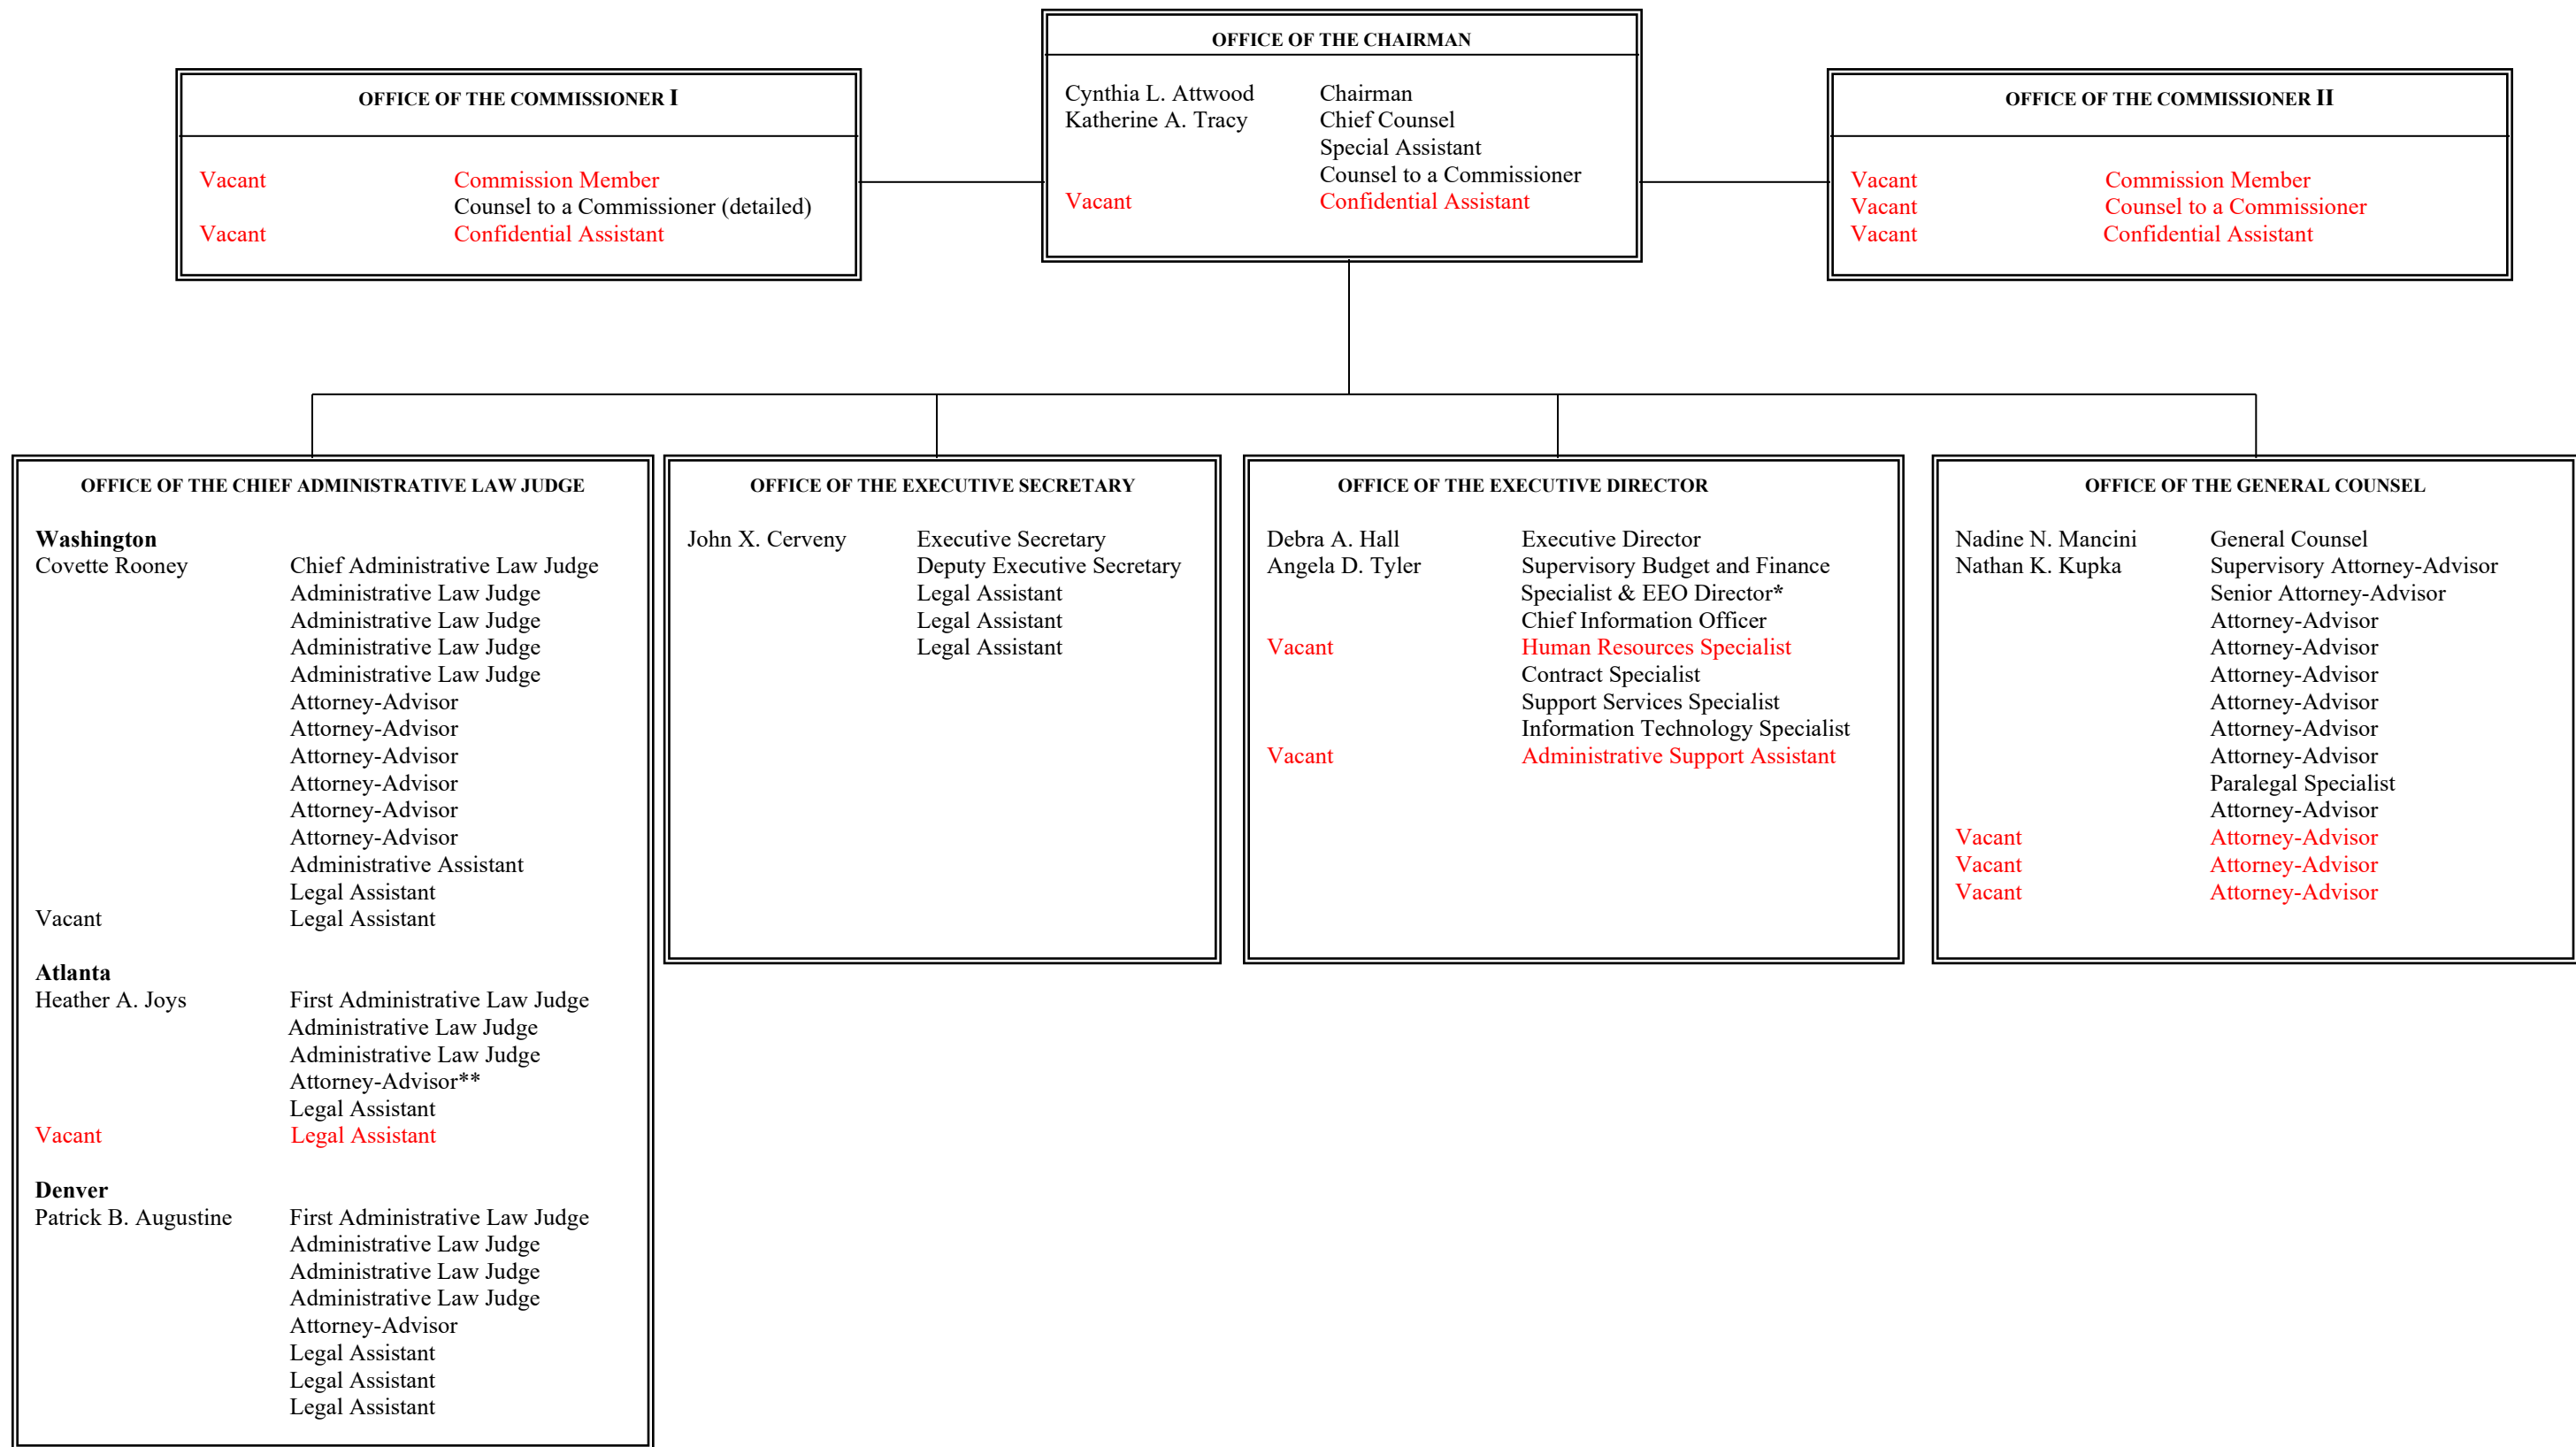 OFFICE OF THE CHAIRMAN
Cynthia L. Attwood Chairman
Katherine A. Tracy Chief Counsel
Special Assistant
Counsel to a Commissioner
Vacant Confidential Assistant
OFFICE OF THE COMMISSIONER I
Vacant Commission Member
Counsel to a Commissioner (detailed)
Vacant Confidential Assistant
OFFICE OF THE COMMISSIONER II
Vacant Commission Member
Vacant Counsel to a Commissioner
Vacant Confidential Assistant
OFFICE OF THE CHIEF ADMINISTRATIVE LAW JUDGE
Washington
Covette Rooney Chief Administrative Law Judge
Administrative Law Judge
Administrative Law Judge
Administrative Law Judge
Administrative Law Judge
Attorney-Advisor
Attorney-Advisor
Attorney-Advisor
Attorney-Advisor
Attorney-Advisor
Attorney-Advisor
Administrative Assistant
Legal Assistant
Vacant Legal Assistant
Atlanta
Heather A. Joys First Administrative Law Judge
Administrative Law Judge
Administrative Law Judge
Attorney-Advisor**
Legal Assistant
Vacant Legal Assistant
Denver
Patrick B. Augustine First Administrative Law Judge
Administrative Law Judge
Administrative Law Judge
Administrative Law Judge
Attorney-Advisor
Legal Assistant
Legal Assistant
Legal Assistant
OFFICE OF THE EXECUTIVE SECRETARY
John X. Cerveny Executive Secretary
Deputy Executive Secretary
Legal Assistant
Legal Assistant
Legal Assistant
OFFICE OF THE EXECUTIVE DIRECTOR
Debra A. Hall Executive Director
Angela D. Tyler Supervisory Budget and Finance
Specialist & EEO Director*
Chief Information Officer
Vacant Human Resources Specialist
Contract Specialist
Support Services Specialist
Information Technology Specialist
Vacant Administrative Support Assistant
OFFICE OF THE GENERAL COUNSEL
Nadine N. Mancini General Counsel
Nathan K. Kupka Supervisory Attorney-Advisor
Senior Attorney-Advisor
Attorney-Advisor
Attorney-Advisor
Attorney-Advisor
Attorney-Advisor
Attorney-Advisor
Attorney-Advisor
Paralegal Specialist
Attorney-Advisor
Vacant Attorney-Advisor
Vacant Attorney-Advisor
Vacant Attorney-Advisor